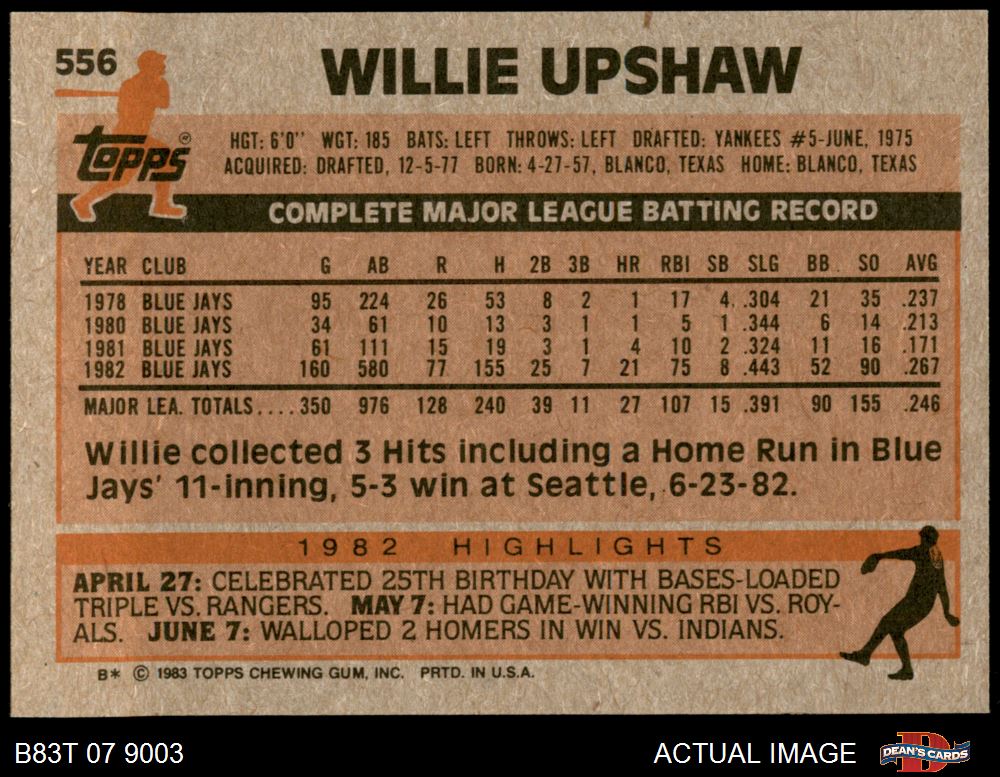 556
WILLIE UPSHAW
topps®
HGT: 6'0" WGT: 185 BATS: LEFT THROWS: LEFT DRAFTED: YANKEES #5-JUNE, 1975
ACQUIRED: DRAFTED, 12-5-77 BORN: 4-27-57, BLANCO, TEXAS HOME: BLANCO, TEXAS
COMPLETE MAJOR LEAGUE BATTING RECORD
YEAR CLUB G AB R H 2B 3B HR RBI SB SLG BB SO AVG
1978 BLUE JAYS 95 224 26 53 8 2 1 17 4 .304 21 35 .237
1980 BLUE JAYS 34 61 10 13 3 1 1 5 1 .344 6 14 .213
1981 BLUE JAYS 61 111 15 19 3 1 4 10 2 .324 11 16 .171
1982 BLUE JAYS 160 580 77 155 25 7 21 75 8 .443 52 90 .267
MAJOR LEA. TOTALS.... 350 976 128 240 39 11 27 107 15 .391 90 155 .246
Willie collected 3 Hits including a Home Run in Blue
Jays' 11-inning, 5-3 win at Seattle, 6-23-82.
1982 HIGHLIGHTS
APRIL 27: CELEBRATED 25TH BIRTHDAY WITH BASES-LOADED
TRIPLE VS. RANGERS. MAY 7: HAD GAME-WINNING RBI VS. ROY-
ALS. JUNE 7: WALLOPED 2 HOMERS IN WIN VS. INDIANS.
B* © 1983 TOPPS CHEWING GUM, INC. PRTD. IN U.S.A.
B83T 07 9003
ACTUAL IMAGE
DEAN'S CARDS